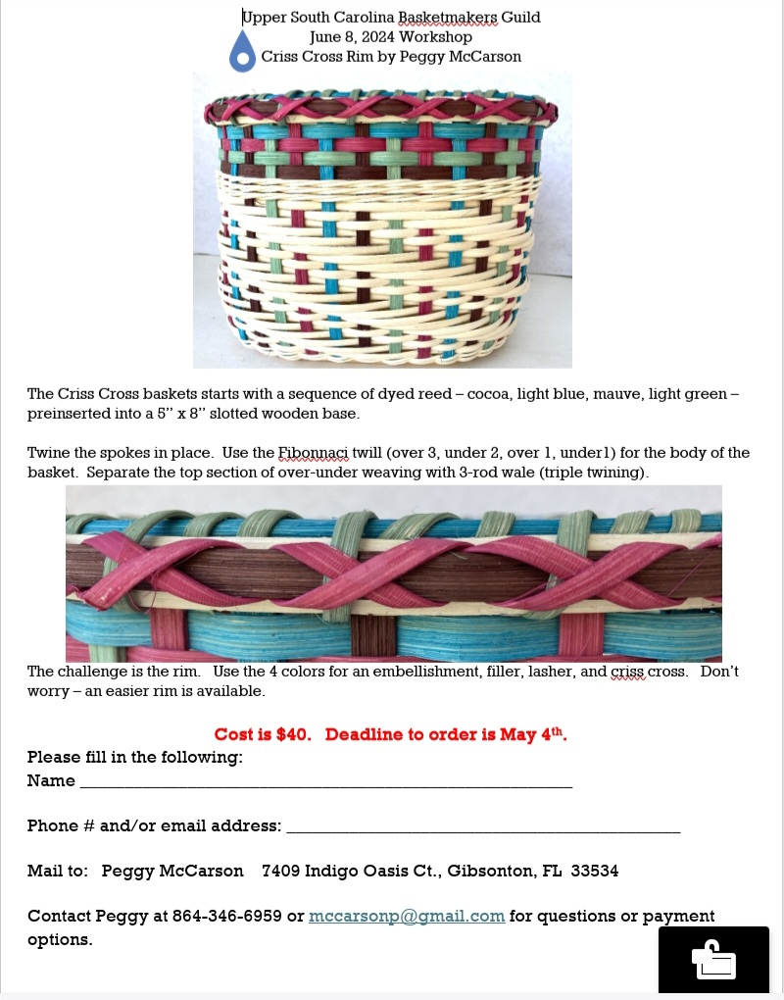 Upper South Carolina Basketmakers Guild
June 8, 2024 Workshop
Criss Cross Rim by Peggy McCarson
The Criss Cross baskets starts with a sequence of dyed reed – cocoa, light blue, mauve, light green –
preinserted into a 5” x 8” slotted wooden base.
Twine the spokes in place.  Use the Fibonnaci twill (over 3, under 2, over 1, under1) for the body of the
basket.  Separate the top section of over-under weaving with 3-rod wale (triple twining).
The challenge is the rim.   Use the 4 colors for an embellishment, filler, lasher, and criss cross.   Don’t
worry – an easier rim is available.
Cost is $40.   Deadline to order is May 4th.
Please fill in the following:
Name ________________________________________________________
Phone # and/or email address: _____________________________________________
Mail to:   Peggy McCarson    7409 Indigo Oasis Ct., Gibsonton, FL  33534
Contact Peggy at 864-346-6959 or mccarsonp@gmail.com for questions or payment
options.